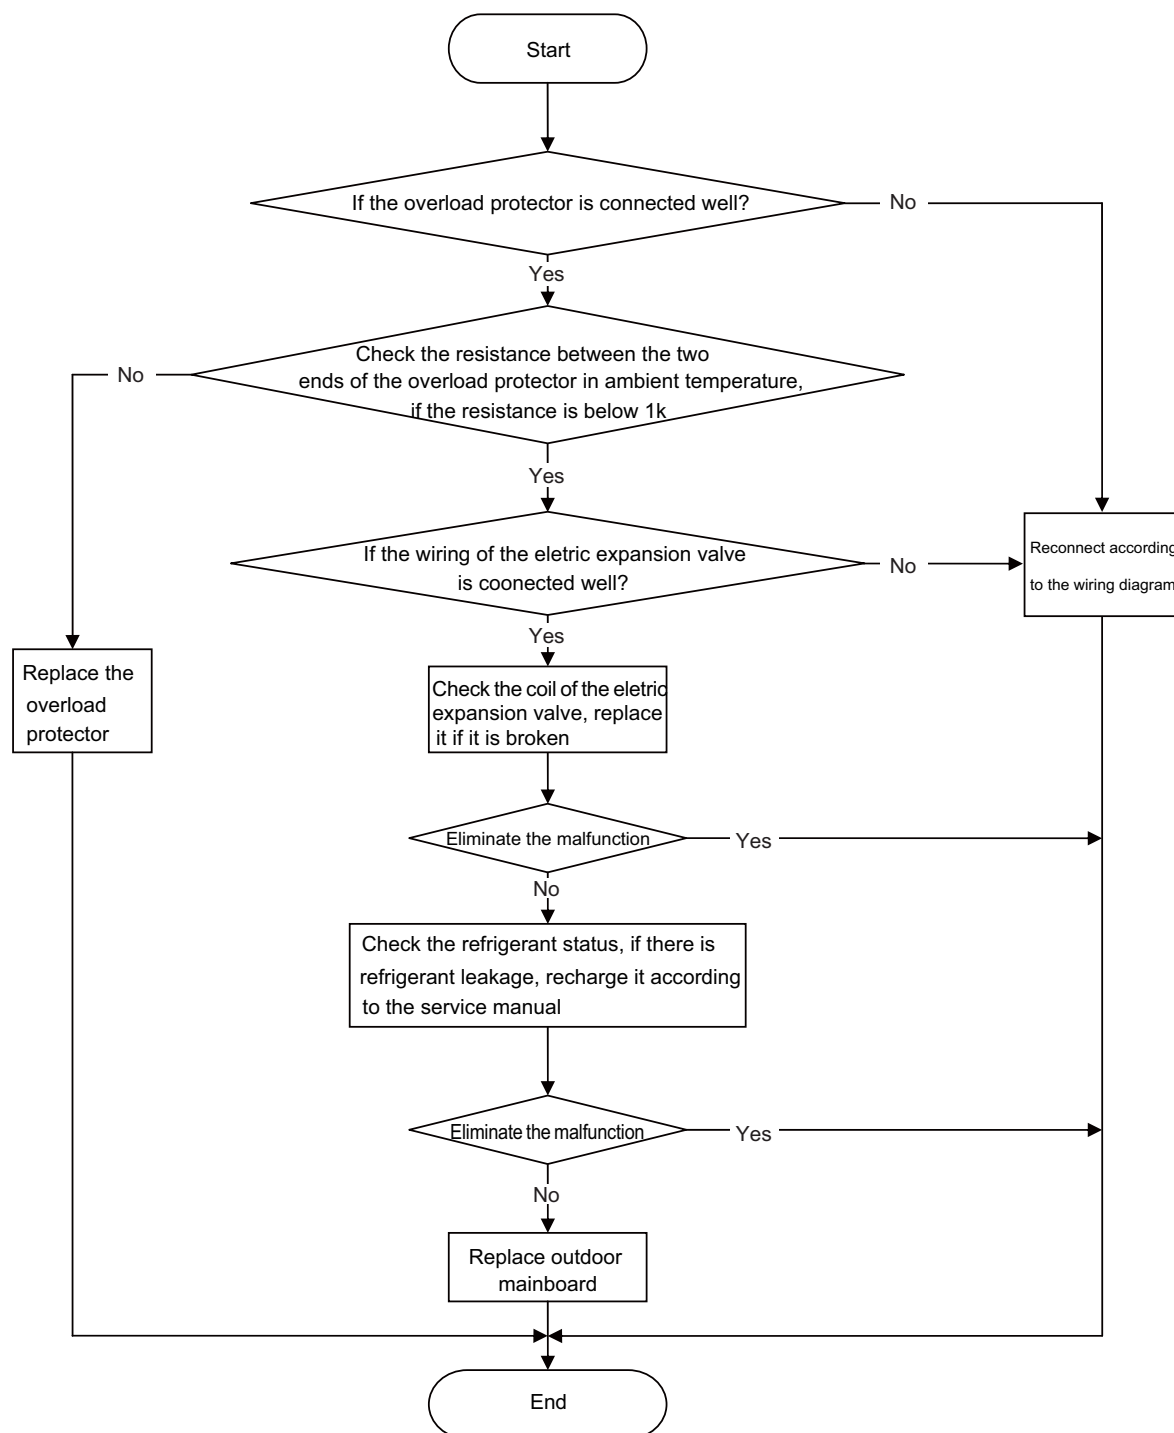 Start
If the overload protector is connected well?
No
Yes
Check the resistance between the two
ends of the overload protector in ambient temperature,
if the resistance is below 1k
No
Yes
If the wiring of the eletric expansion valve
is coonected well?
No
Reconnect according
to the wiring diagram
Yes
Replace the
overload
protector
Check the coil of the eletric
expansion valve, replace
it if it is broken
Eliminate the malfunction
Yes
No
Check the refrigerant status, if there is
refrigerant leakage, recharge it according
to the service manual
Eliminate the malfunction
Yes
No
Replace outdoor
mainboard
End